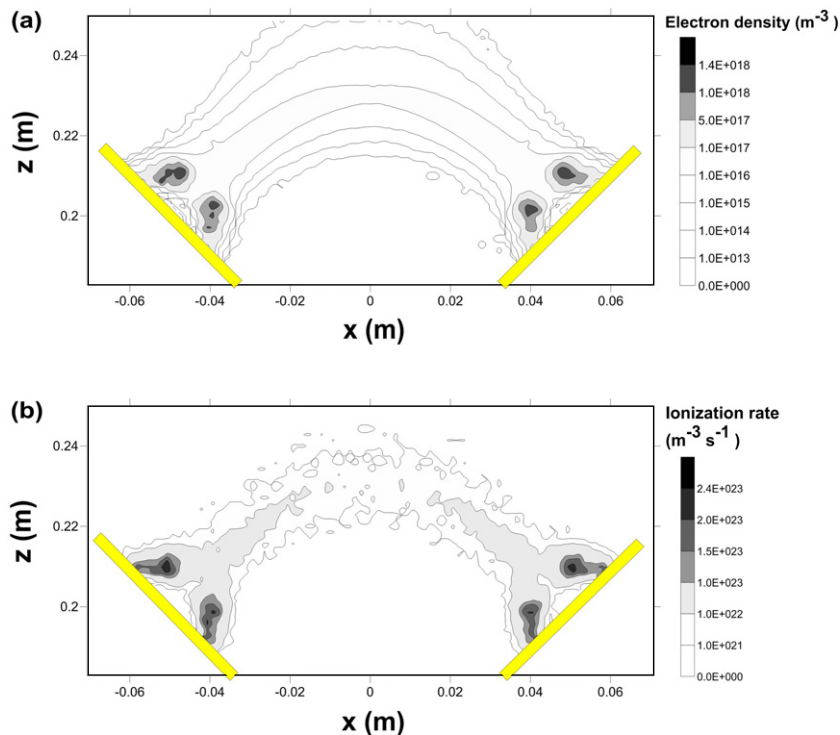 (a)
Electron density (m-3)
0.24
0.22
0.2
z (m)
1.4E+018
1.0E+018
5.0E+017
1.0E+017
1.0E+016
1.0E+015
1.0E+014
1.0E+013
0.0E+000
-0.06 -0.04 -0.02 0 0.02 0.04 0.06
x (m)
(b)
Ionization rate
(m-3 s-1)
0.24
0.22
0.2
z (m)
2.4E+023
2.0E+023
1.5E+023
1.0E+023
1.0E+022
1.0E+021
0.0E+000
-0.06 -0.04 -0.02 0 0.02 0.04 0.06
x (m)